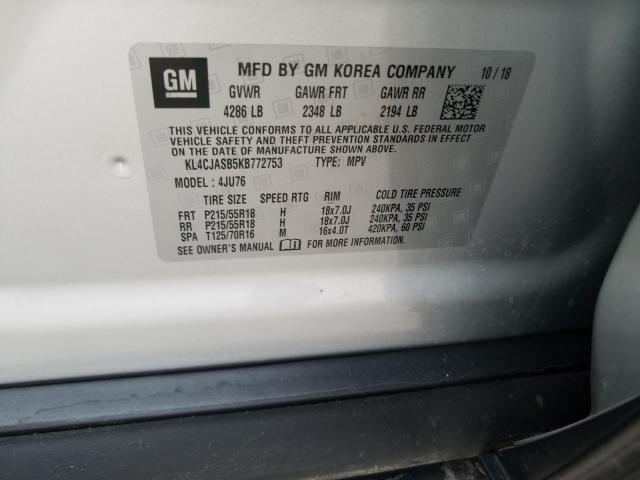 GM MFD BY GM KOREA COMPANY 10/18
GVWR GAWR FRT GAWR RR
4286 LB 2348 LB 2194 LB
THIS VEHICLE CONFORMS TO ALL APPLICABLE U.S. FEDERAL MOTOR
VEHICLE SAFETY AND THEFT PREVENTION STANDARDS IN EFFECT
ON THE DATE OF MANUFACTURE SHOWN ABOVE.
KL4CJASB5KB772753 TYPE: MPV
MODEL : 4JU76
TIRE SIZE SPEED RTG RIM COLD TIRE PRESSURE
FRT P215/55R18 H 18x7.0J 240KPA, 35 PSI
RR P215/55R18 H 18x7.0J 240KPA, 35 PSI
SPA T125/70R16 M 16x4.0T 420KPA, 60 PSI
SEE OWNER'S MANUAL FOR MORE INFORMATION.